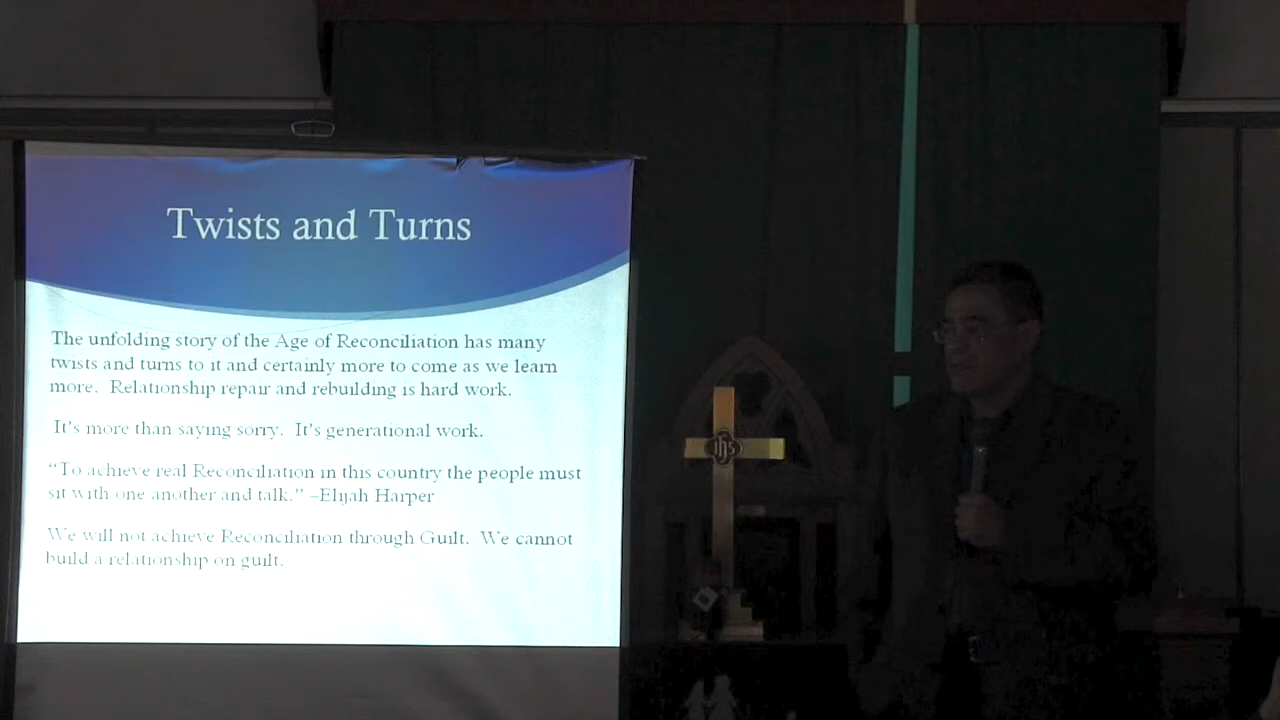 Twists and Turns
The unfolding story of the Age of Reconciliation has many
twists and turns to it and certainly more to come as we learn
more.  Relationship repair and rebuilding is hard work.
It's more than saying sorry.  It's generational work.
“To achieve real Reconciliation in this country the people must
sit with one another and talk.” –Elijah Harper
We will not achieve Reconciliation through Guilt.  We cannot
build a relationship on guilt.
ihs